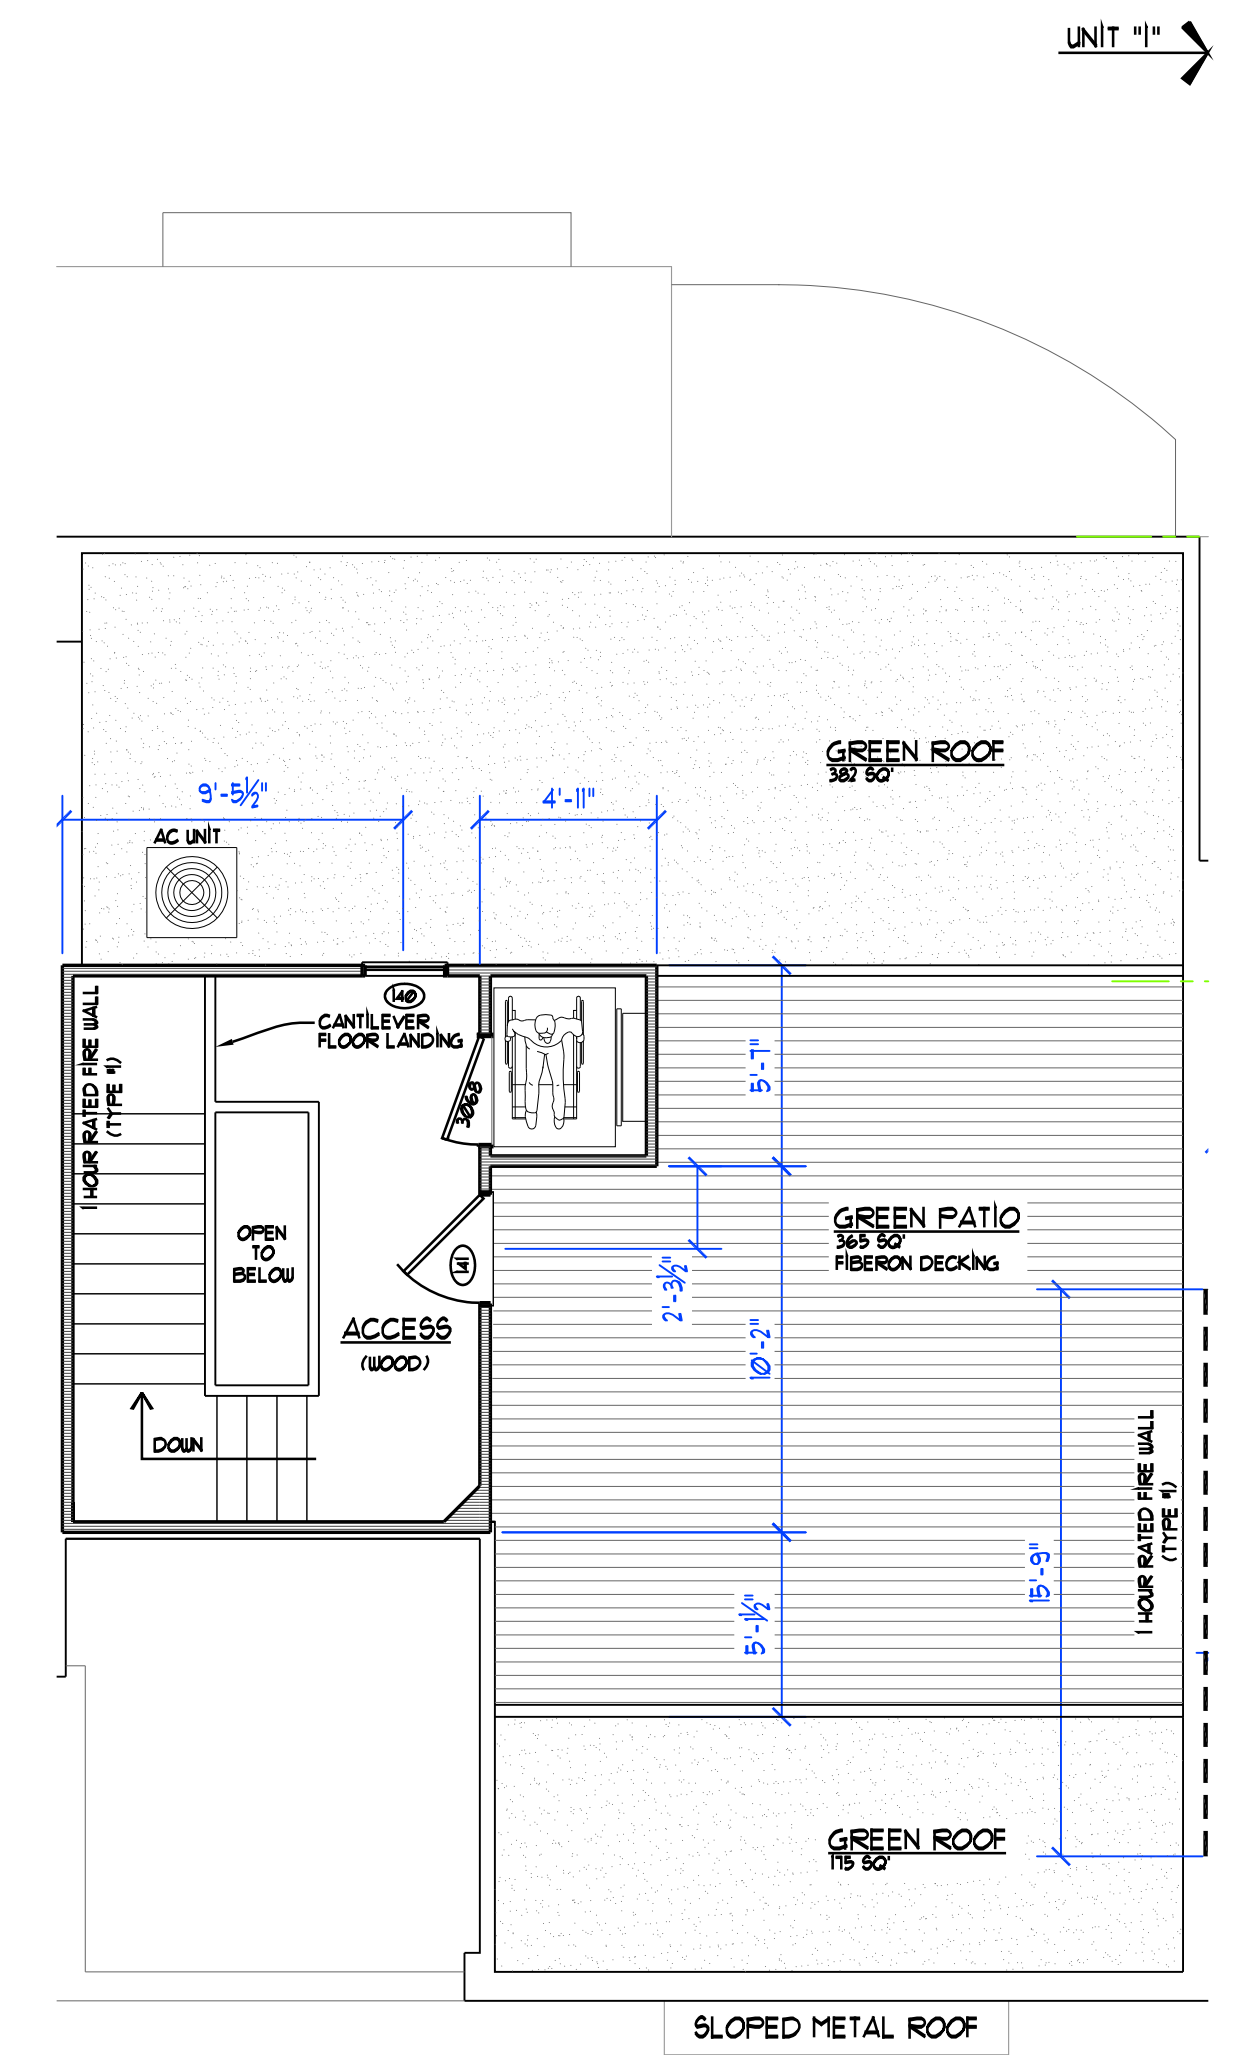 UNIT "1"
GREEN ROOF
382 SQ'
9'-5½"
4'-11"
AC UNIT
140
CANTILEVER
FLOOR LANDING
1 HOUR RATED FIRE WALL
(TYPE #1)
3068
5'-7"
OPEN
TO
BELOW
141
GREEN PATIO
365 SQ'
FIBERON DECKING
2'-3½"
ACCESS
(WOOD)
10'-2"
DOWN
1 HOUR RATED FIRE WALL
(TYPE #1)
15'-9"
5'-1½"
GREEN ROOF
175 SQ'
SLOPED METAL ROOF